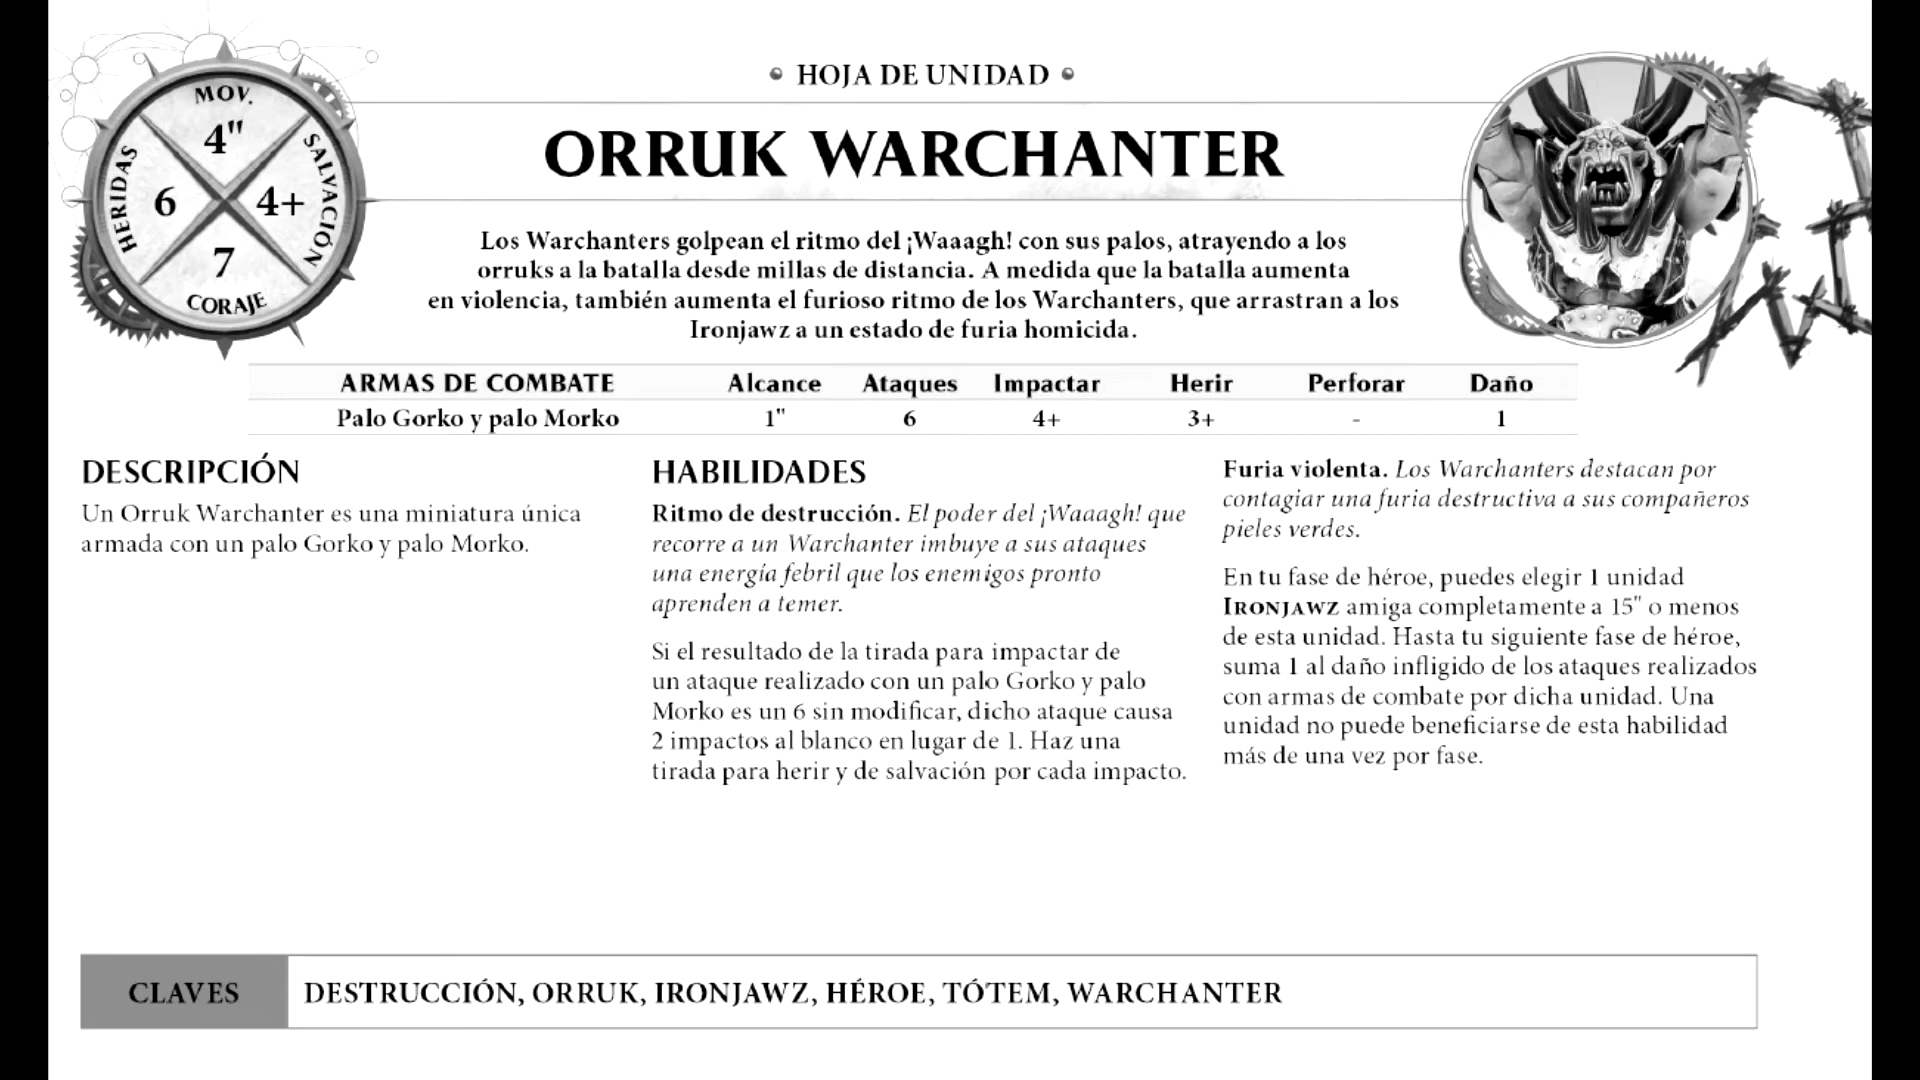 HOJA DE UNIDAD
ORRUK WARCHANTER
MOV.
4"
HERIDAS
6
4+
SALVACIÓN
7
CORAJE
Los Warchanters golpean el ritmo del ¡Waaagh! con sus palos, atrayendo a los
orruks a la batalla desde millas de distancia. A medida que la batalla aumenta
en violencia, también aumenta el furioso ritmo de los Warchanters, que arrastran a los
Ironjawz a un estado de furia homicida.
ARMAS DE COMBATE Alcance Ataques Impactar Herir Perforar Daño
Palo Gorko y palo Morko 1" 6 4+ 3+ - 1
DESCRIPCIÓN
Un Orruk Warchanter es una miniatura única
armada con un palo Gorko y palo Morko.
HABILIDADES
Ritmo de destrucción. El poder del ¡Waaagh! que
recorre a un Warchanter imbuye a sus ataques
una energía febril que los enemigos pronto
aprenden a temer.
Si el resultado de la tirada para impactar de
un ataque realizado con un palo Gorko y palo
Morko es un 6 sin modificar, dicho ataque causa
2 impactos al blanco en lugar de 1. Haz una
tirada para herir y de salvación por cada impacto.
Furia violenta. Los Warchanters destacan por
contagiar una furia destructiva a sus compañeros
pieles verdes.
En tu fase de héroe, puedes elegir 1 unidad
IRONJAWZ amiga completamente a 15" o menos
de esta unidad. Hasta tu siguiente fase de héroe,
suma 1 al daño infligido de los ataques realizados
con armas de combate por dicha unidad. Una
unidad no puede beneficiarse de esta habilidad
más de una vez por fase.
CLAVES DESTRUCCIÓN, ORRUK, IRONJAWZ, HÉROE, TÓTEM, WARCHANTER